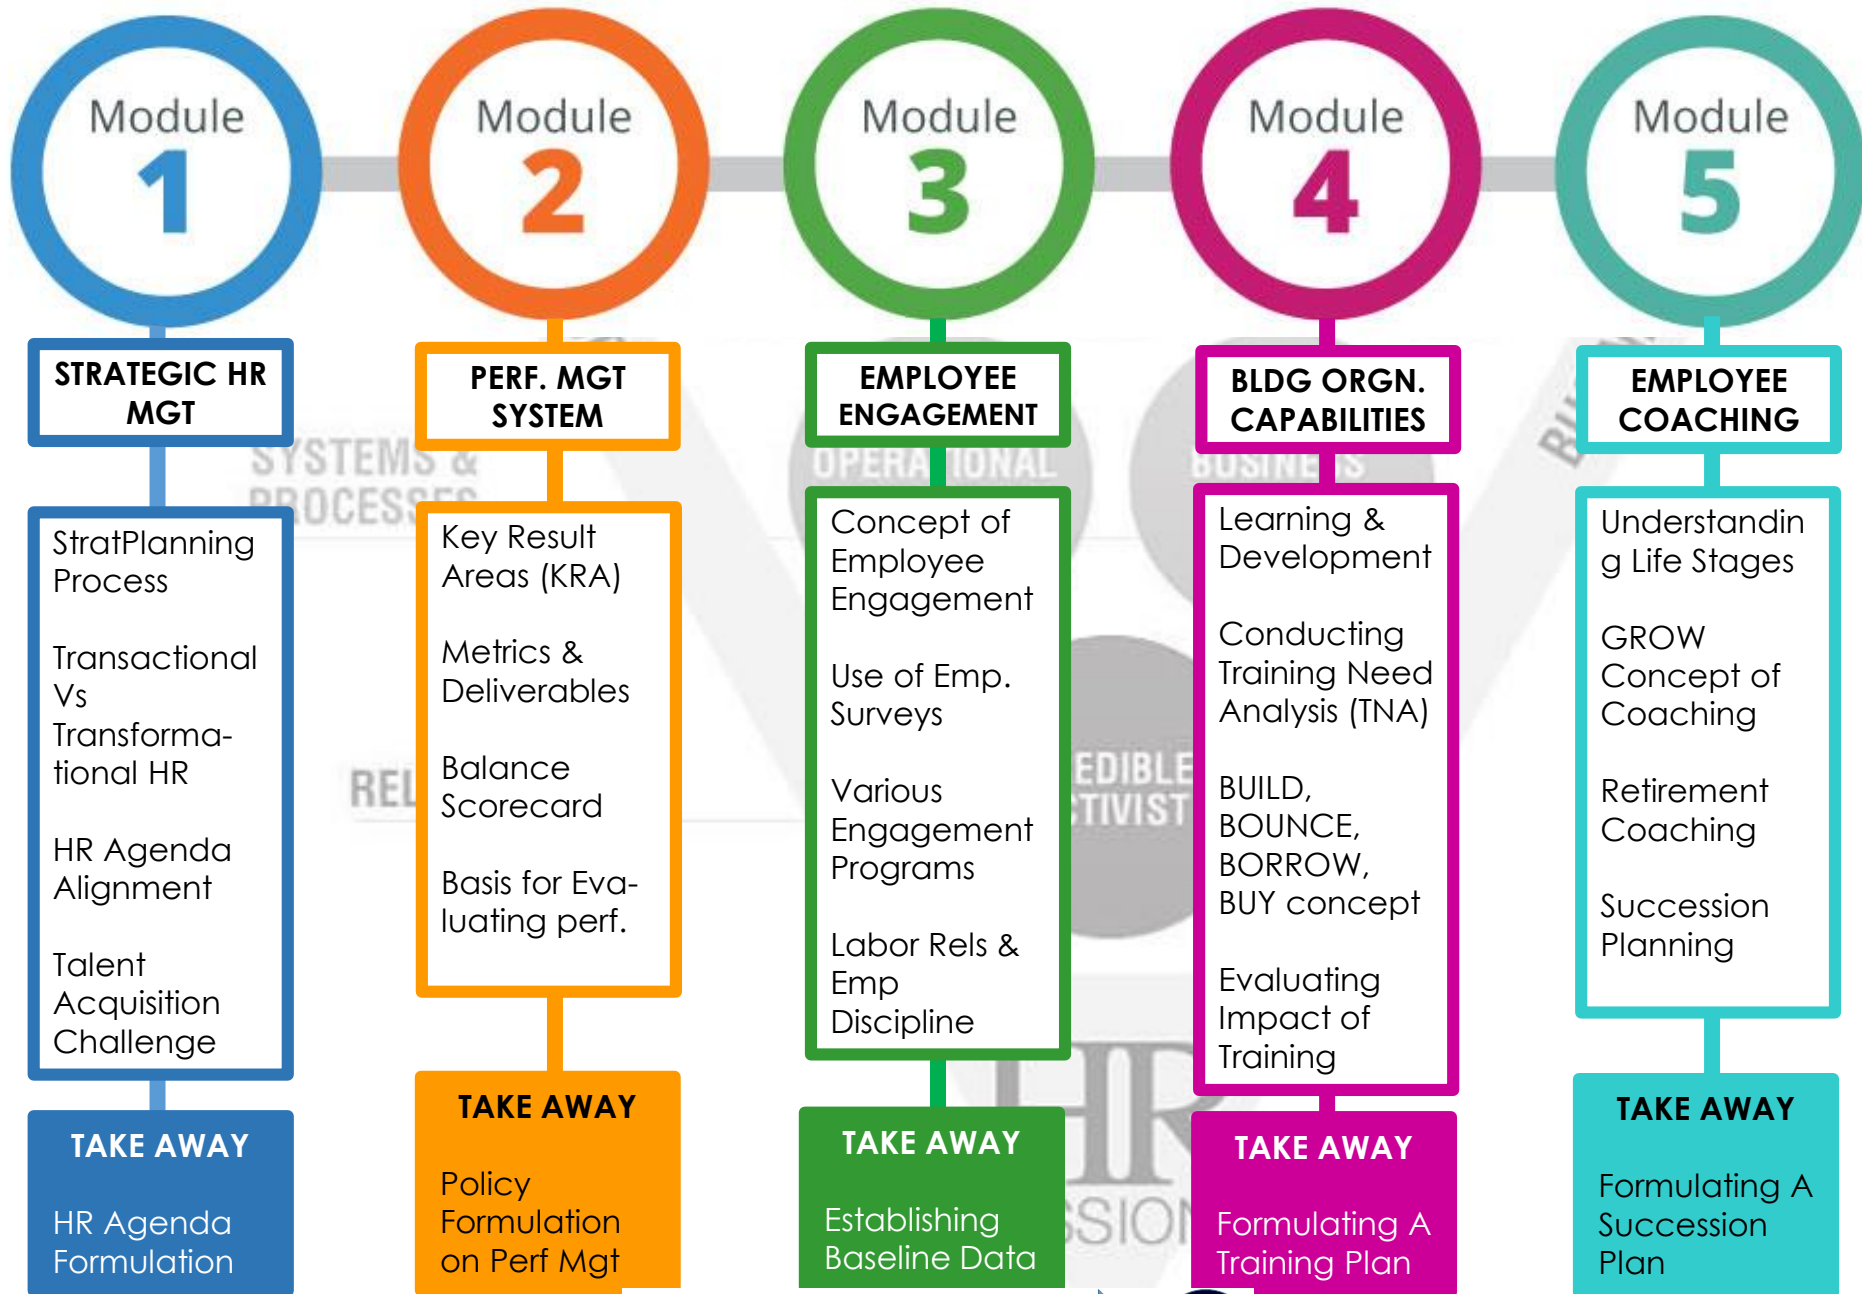 Module
1
STRATEGIC HR
MGT
StratPlanning
Process
Transactional
Vs
Transforma-
tional HR
HR Agenda
Alignment
Talent
Acquisition
Challenge
TAKE AWAY
HR Agenda
Formulation
Module
2
PERF. MGT
SYSTEM
Key Result
Areas (KRA)
Metrics &
Deliverables
Balance
Scorecard
Basis for Eva-
luating perf.
TAKE AWAY
Policy
Formulation
on Perf Mgt
Module
3
EMPLOYEE
ENGAGEMENT
Concept of
Employee
Engagement
Use of Emp.
Surveys
Various
Engagement
Programs
Labor Rels &
Emp
Discipline
TAKE AWAY
Establishing
Baseline Data
Module
4
BLDG ORGN.
CAPABILITIES
Learning &
Development
Conducting
Training Need
Analysis (TNA)
BUILD,
BOUNCE,
BORROW,
BUY concept
Evaluating
Impact of
Training
TAKE AWAY
Formulating A
Training Plan
Module
5
EMPLOYEE
COACHING
Understandin
g Life Stages
GROW
Concept of
Coaching
Retirement
Coaching
Succession
Planning
TAKE AWAY
Formulating A
Succession
Plan
SYSTEMS &
PROCESSES
OPERATIONAL
BUSINESS
HR